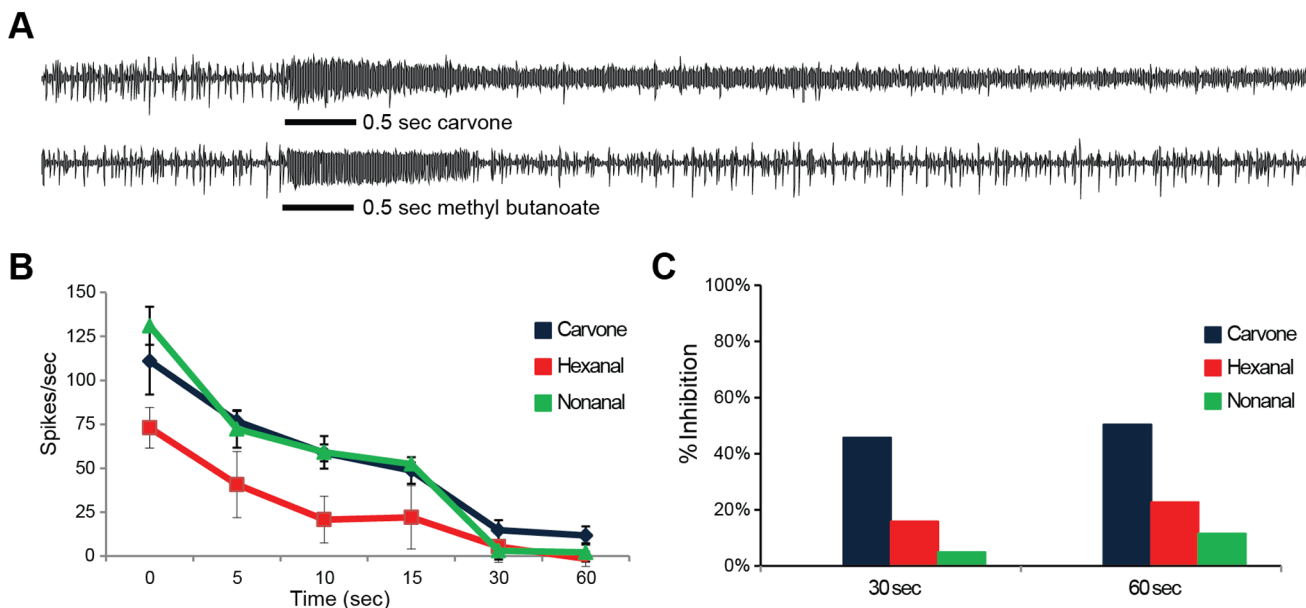 A
0.5 sec carvone
0.5 sec methyl butanoate
B
150
125
100
75
50
25
0
Spikes/sec
0 5 10 15 30 60
Time (sec)
Carvone
Hexanal
Nonanal
C
100%
80%
60%
40%
20%
0%
% Inhibition
30 sec 60 sec
Carvone
Hexanal
Nonanal